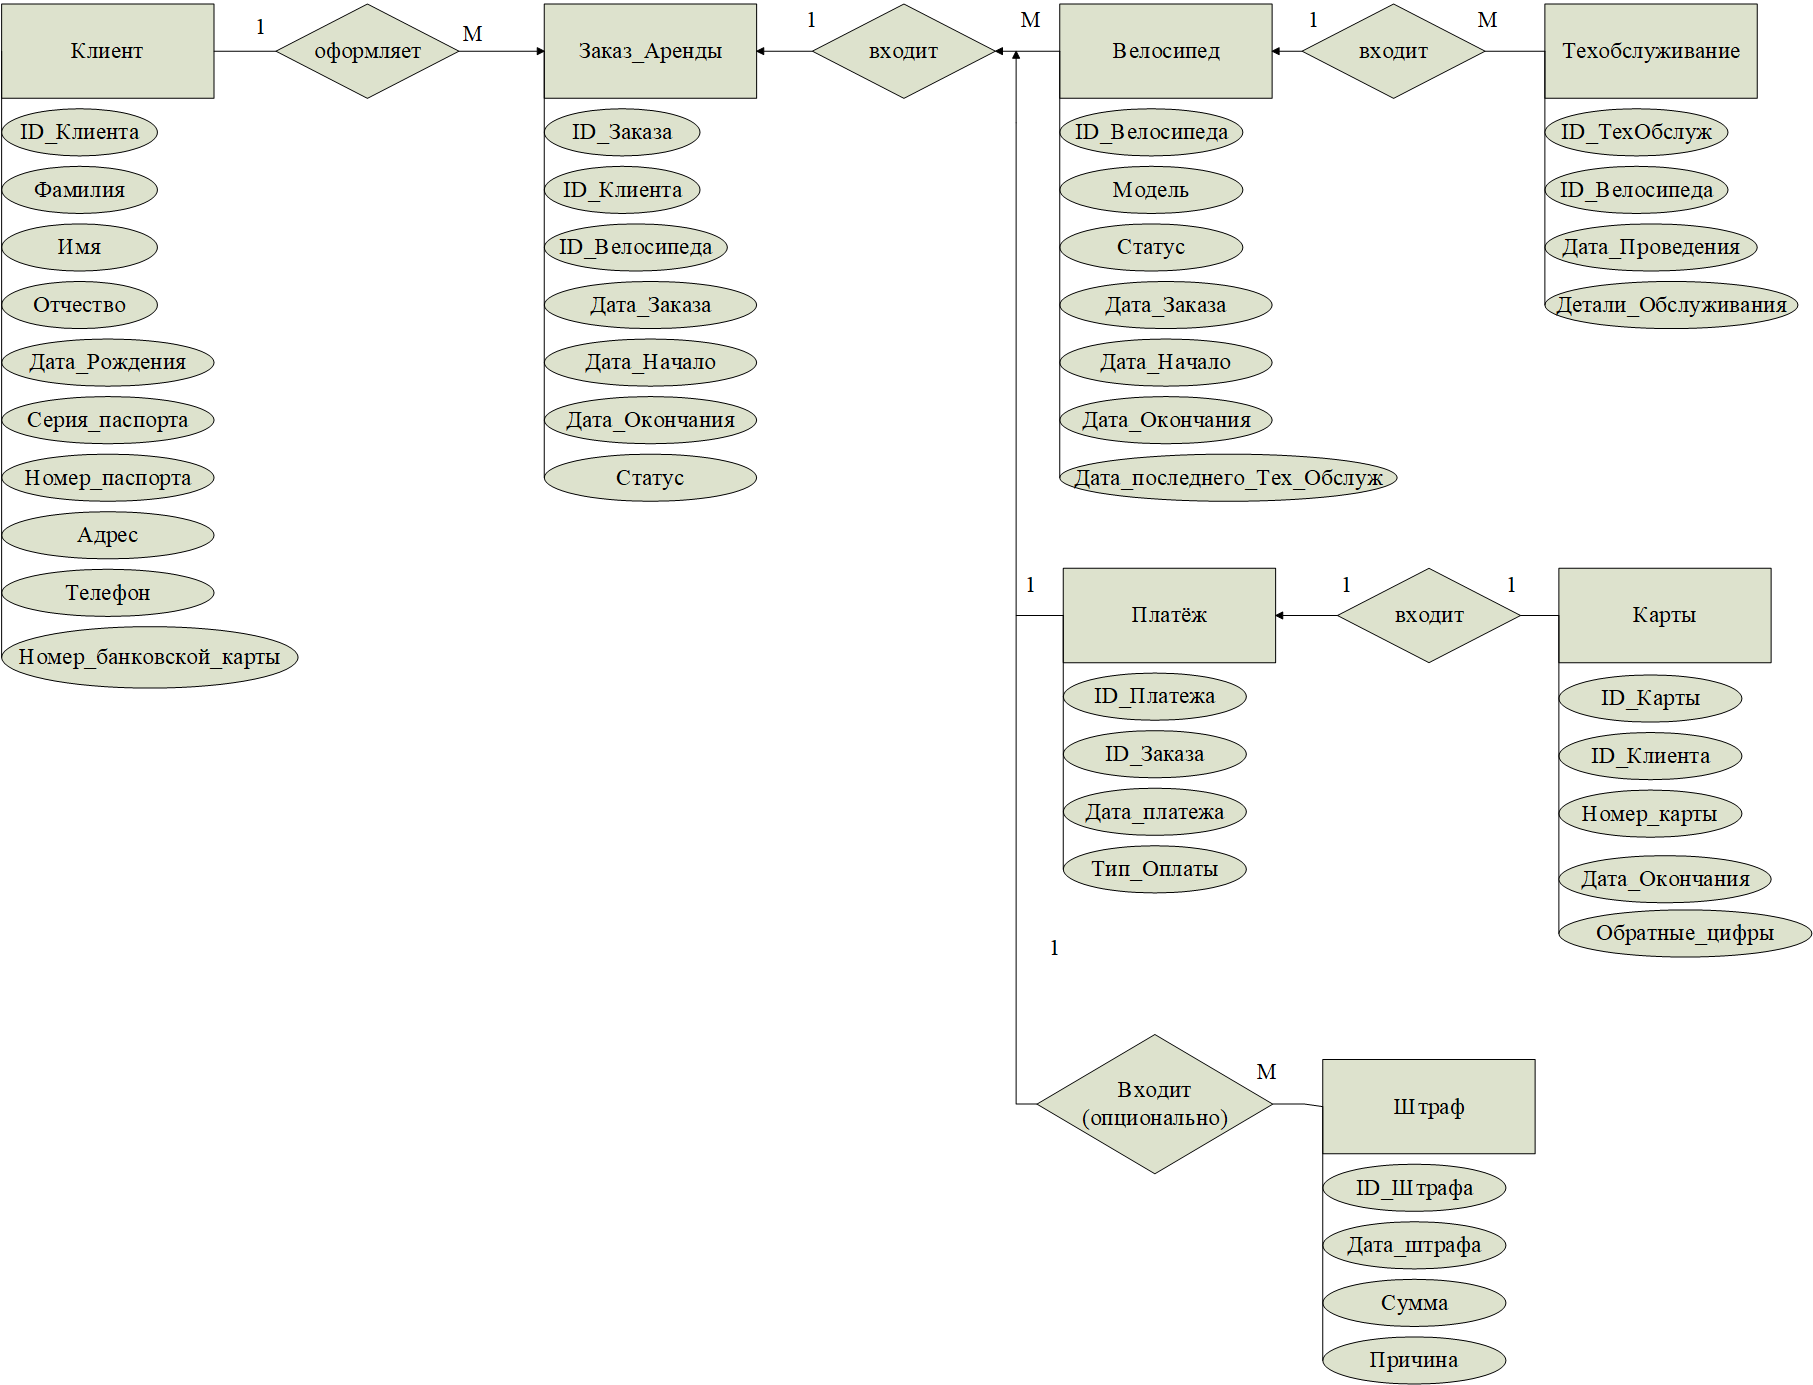 Клиент
1
оформляет
М
Заказ_Аренды
1
входит
М
Велосипед
1
входит
М
Техобслуживание
ID_Клиента
Фамилия
Имя
Отчество
Дата_Рождения
Серия_паспорта
Номер_паспорта
Адрес
Телефон
Номер_банковской_карты
ID_Заказа
ID_Клиента
ID_Велосипеда
Дата_Заказа
Дата_Начало
Дата_Окончания
Статус
ID_Велосипеда
Модель
Статус
Дата_Заказа
Дата_Начало
Дата_Окончания
Дата_последнего_Тех_Обслуж
ID_ТехОбслуж
ID_Велосипеда
Дата_Проведения
Детали_Обслуживания
1
Платёж
1
входит
1
Карты
ID_Платежа
ID_Заказа
Дата_платежа
Тип_Оплаты
ID_Карты
ID_Клиента
Номер_карты
Дата_Окончания
Обратные_цифры
1
Входит
(опционально)
М
Штраф
ID_Штрафа
Дата_штрафа
Сумма
Причина